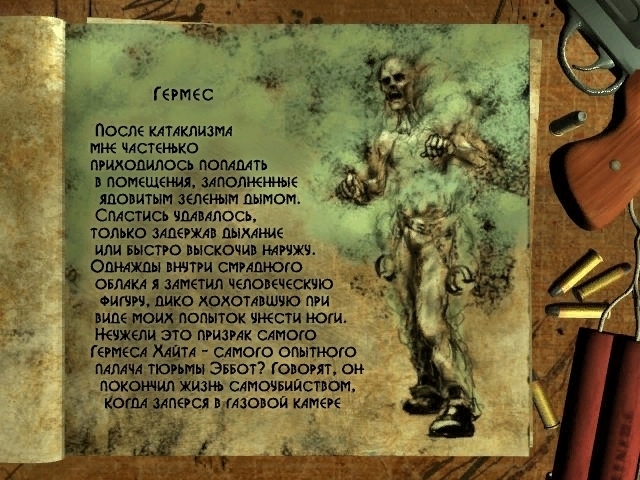 Гермес
После катаклизма
мне частенько
приходилось попадать
в помещения, заполненные
ядовитым зеленым дымом.
Спастись удавалось,
только задержав дыхание
или быстро выскочив наружу.
Однажды внутри смрадного
облака я заметил человеческую
фигуру, дико хохотавшую при
виде моих попыток унести ноги.
Неужели это призрак самого
Гермеса Хайта - самого опытного
палача тюрьмы Эббот? Говорят, он
покончил жизнь самоубийством,
когда заперся в газовой камере